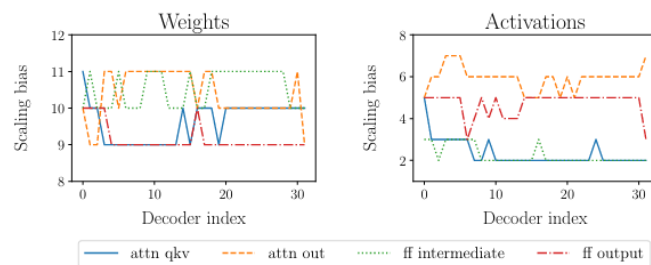 Weights
12
11
10
9
8
Scaling bias
0
10
20
30
Decoder index
Activations
8
6
4
2
Scaling bias
0
10
20
30
Decoder index
attn qkv attn out ff intermediate ff output